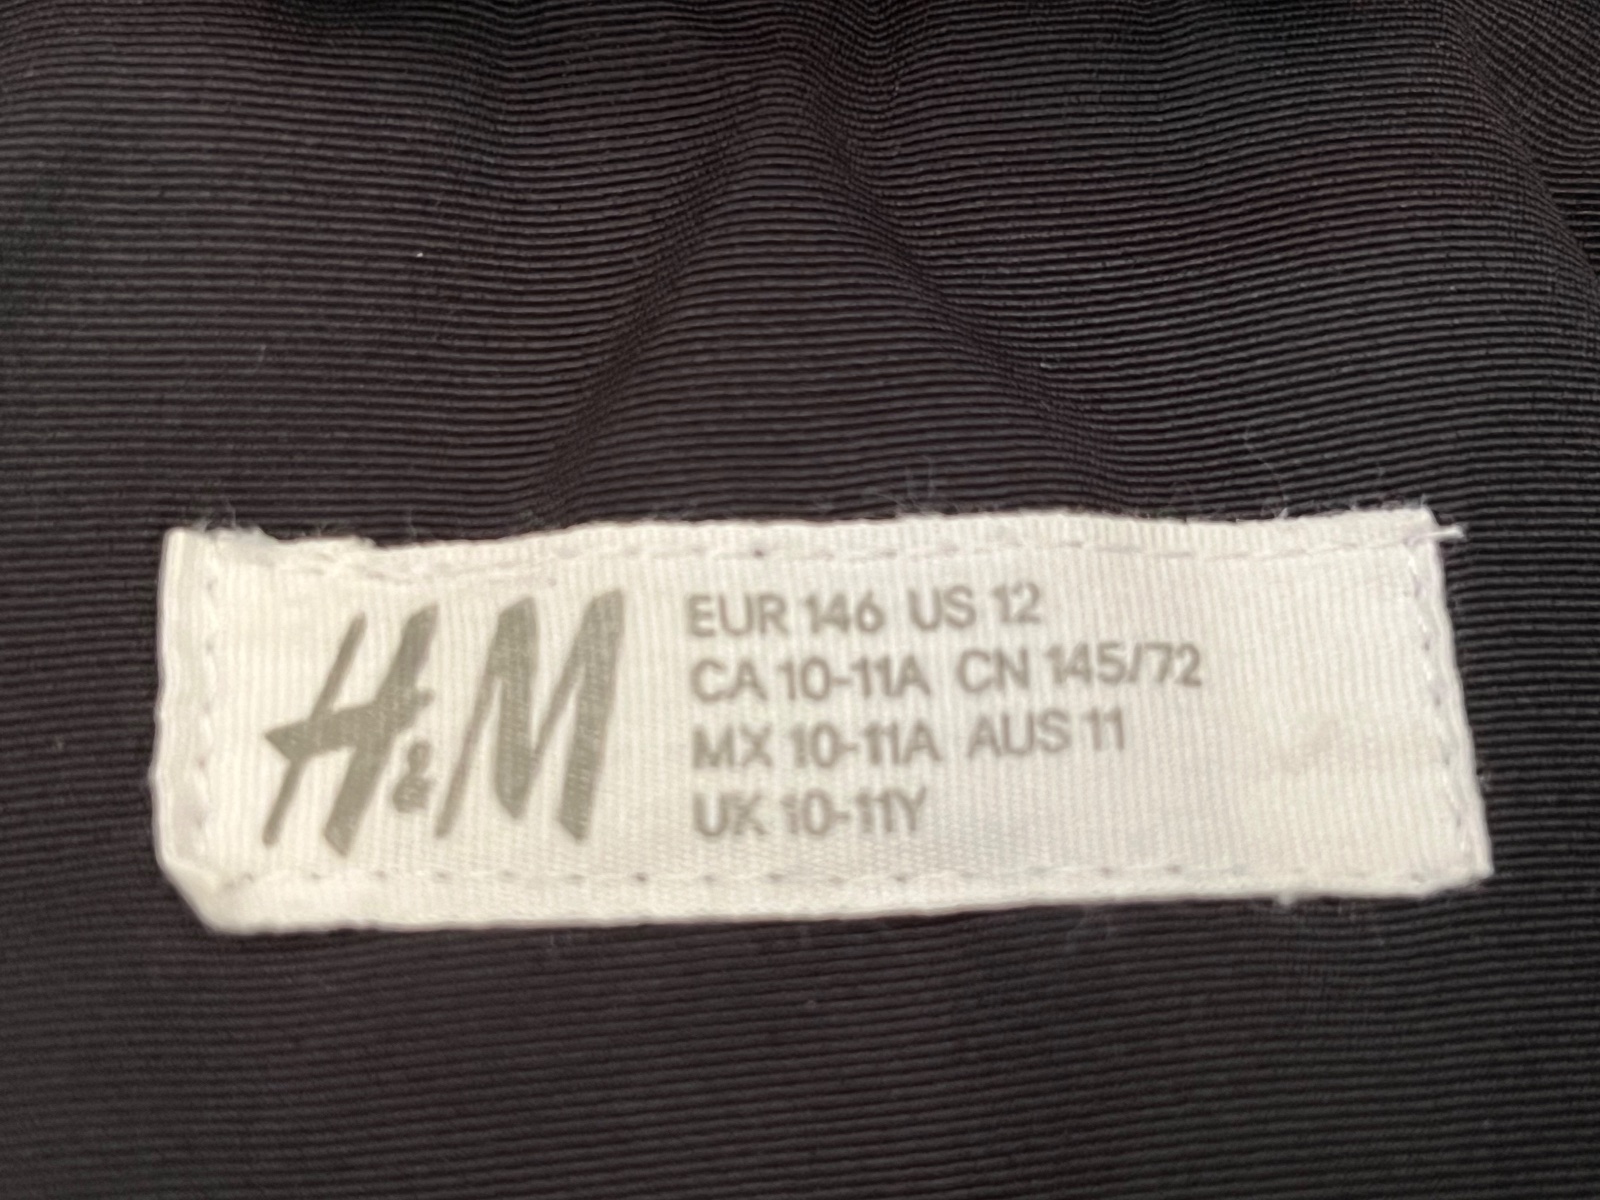 H&M
EUR 146 US 12
CA 10-11A CN 145/72
MX 10-11A AUS 11
UK 10-11Y